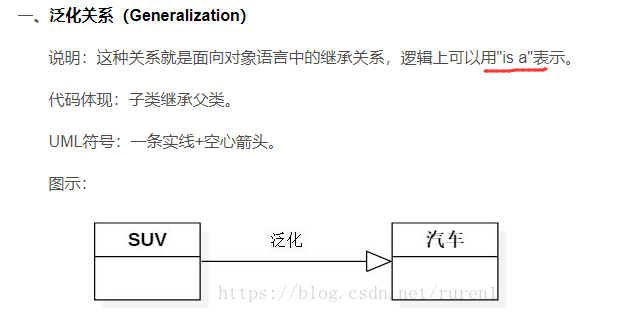 一、泛化关系（Generalization）
说明：这种关系就是面向对象语言中的继承关系，逻辑上可以用"is a"表示。
代码体现：子类继承父类。
UML符号：一条实线+空心箭头。
图示：
SUV
泛化
汽车
https://blog.csdn.net/ruren1